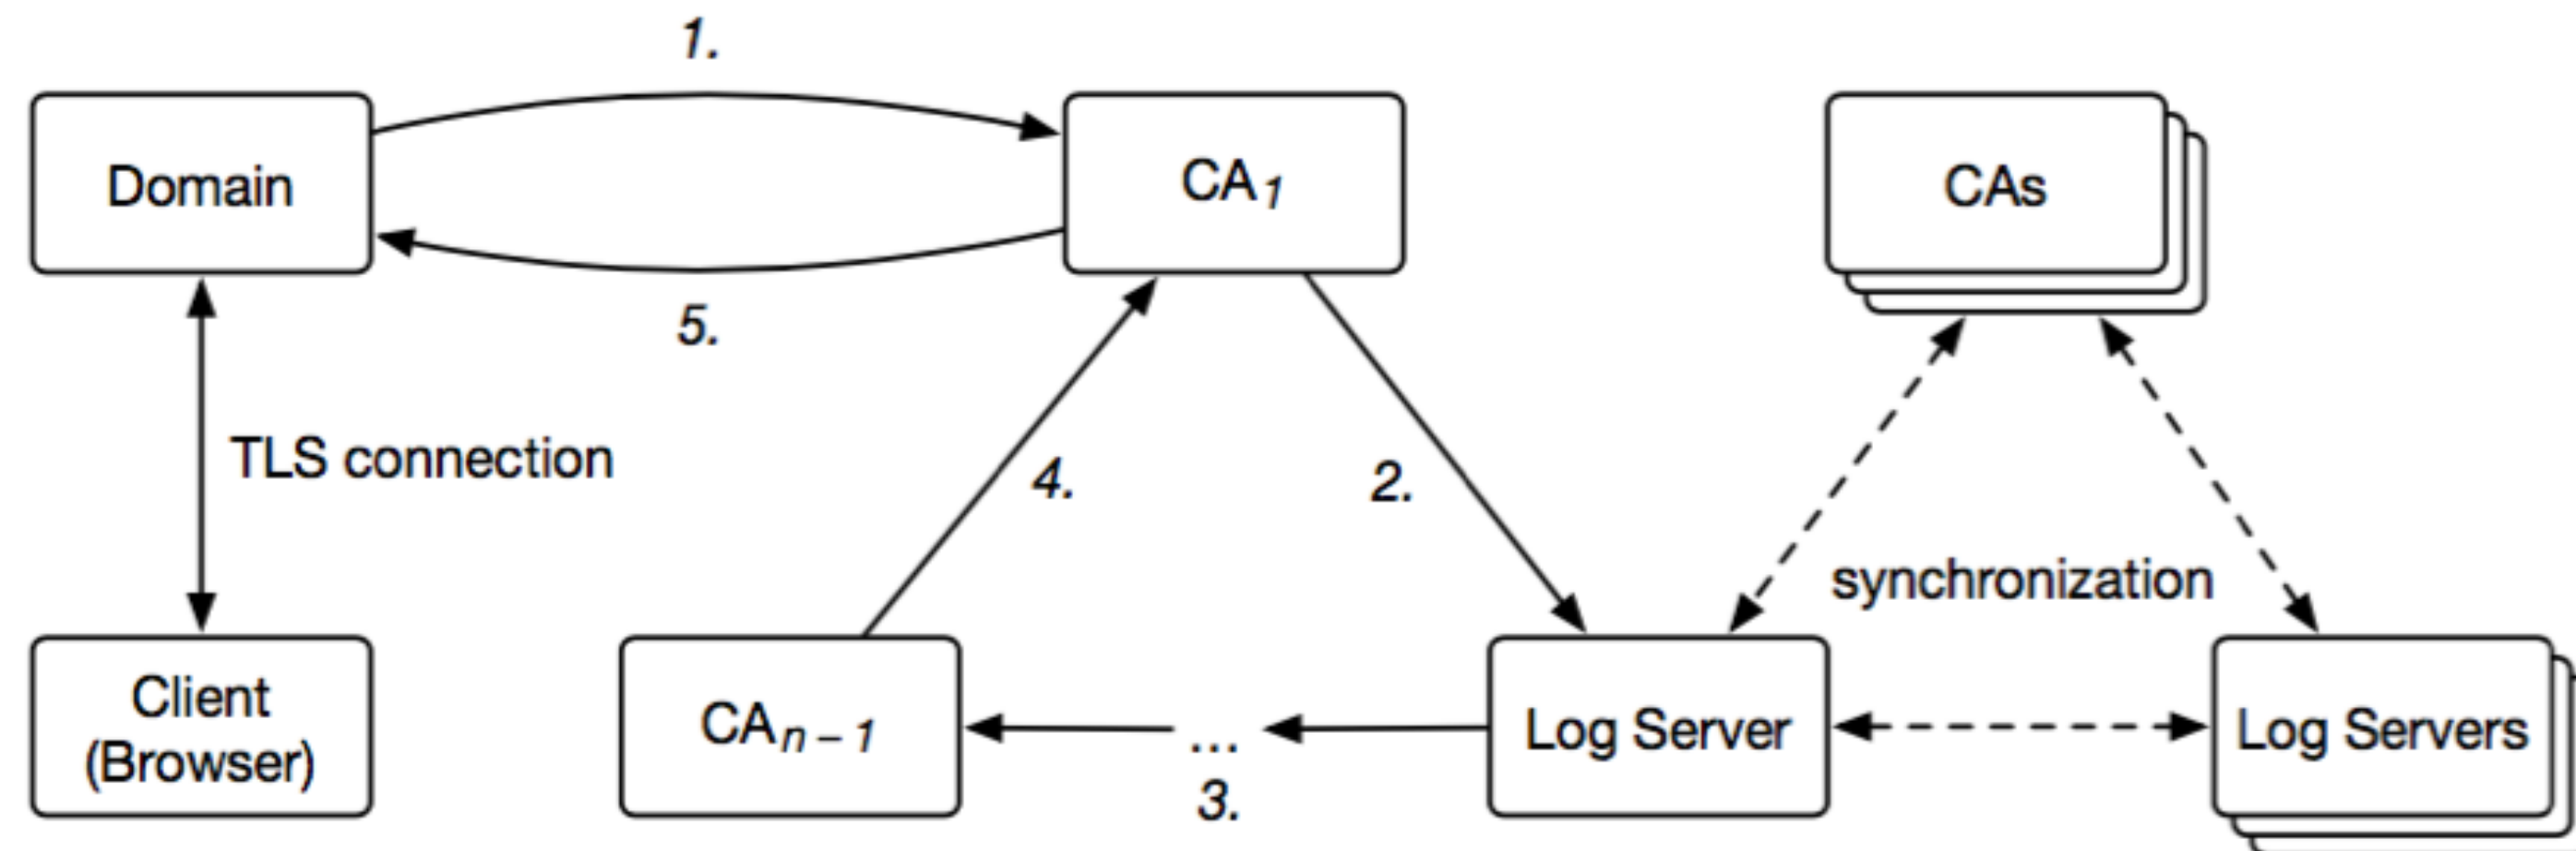 1.
Domain
CA1
CAs
5.
TLS connection
4.
2.
synchronization
Client
(Browser)
CAn – 1
...
3.
Log Server
Log Servers